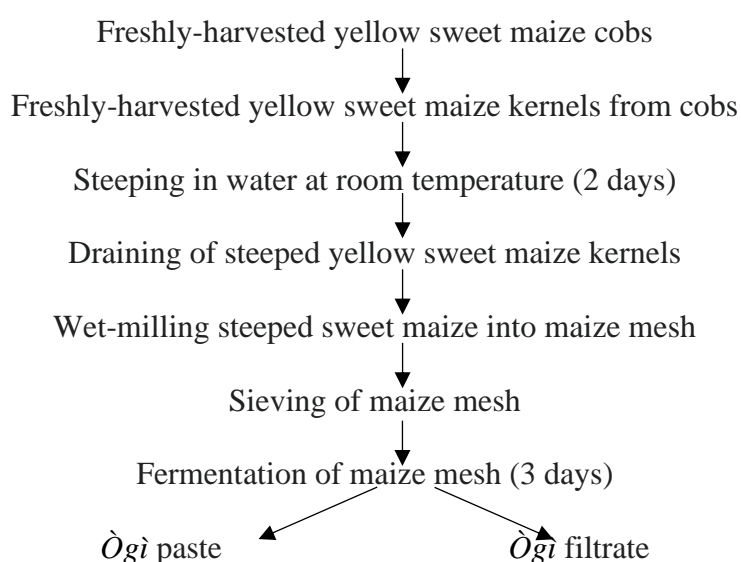 Freshly-harvested yellow sweet maize cobs
Freshly-harvested yellow sweet maize kernels from cobs
Steeping in water at room temperature (2 days)
Draining of steeped yellow sweet maize kernels
Wet-milling steeped sweet maize into maize mesh
Sieving of maize mesh
Fermentation of maize mesh (3 days)
Ògì paste Ògì filtrate